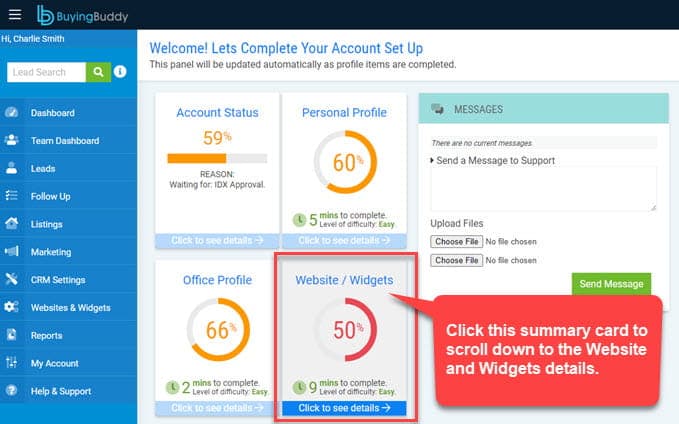 BuyingBuddy
Hi, Charlie Smith
Lead Search
Dashboard
Team Dashboard
Leads
Follow Up
Listings
Marketing
CRM Settings
Websites & Widgets
Reports
My Account
Help & Support
Welcome! Lets Complete Your Account Set Up
This panel will be updated automatically as profile items are completed.
Account Status
59%
REASON:
Waiting for: IDX Approval.
Click to see details →
Personal Profile
60%
5 mins to complete.
Level of difficulty: Easy.
Click to see details →
Office Profile
66%
2 mins to complete.
Level of difficulty: Easy.
Click to see details →
Website / Widgets
50%
9 mins to complete.
Level of difficulty: Easy.
Click to see details →
MESSAGES
There are no current messages
Send a Message to Support
Upload Files
Choose File No file chosen
Choose File No file chosen
Send Message
Click this summary card to
scroll down to the Website
and Widgets details.